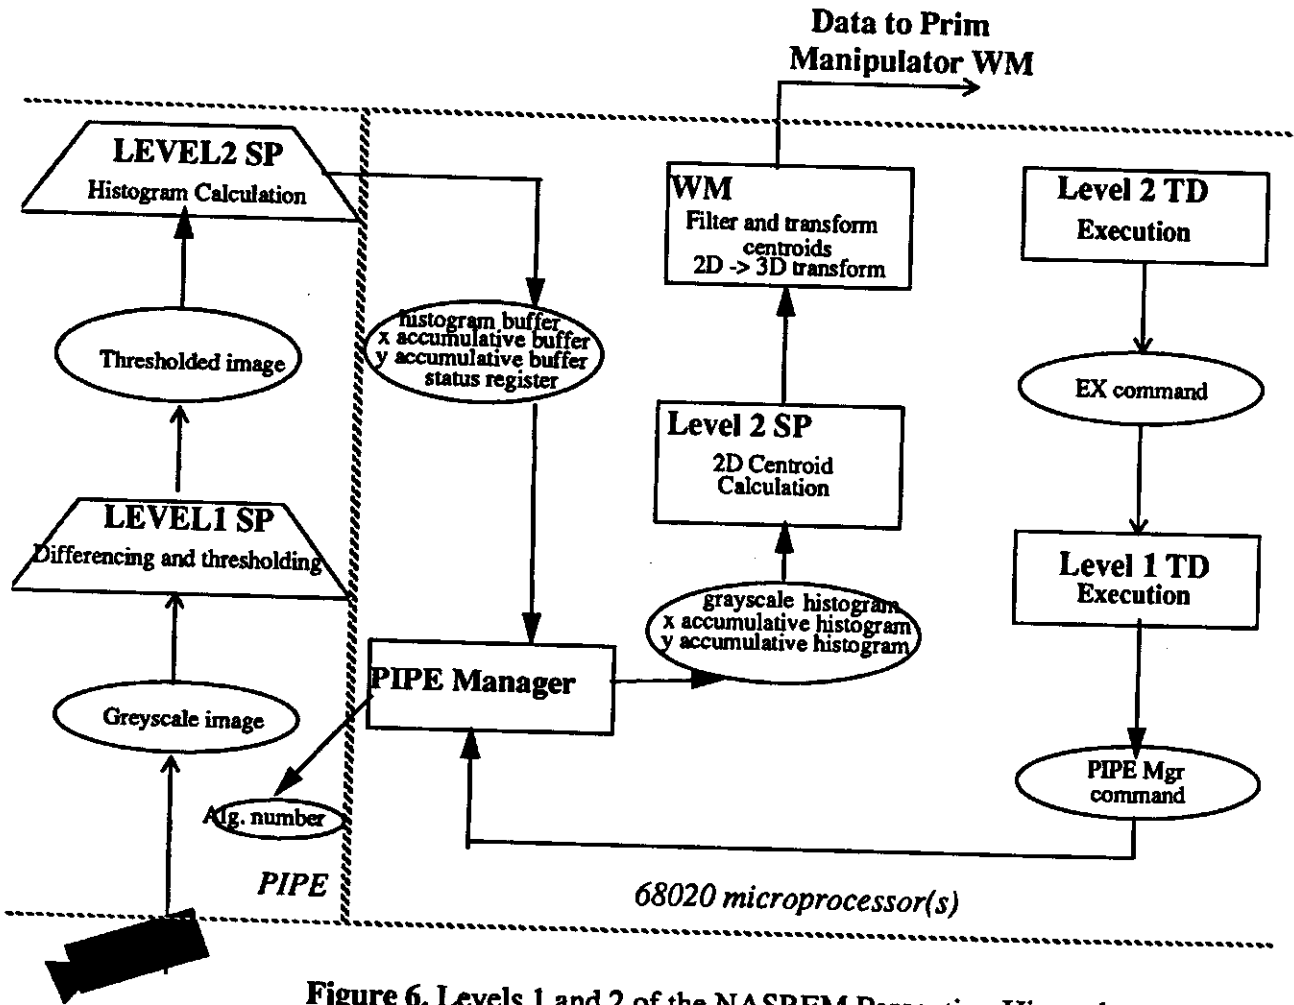 Data to Prim
Manipulator WM
LEVEL2 SP
Histogram Calculation
Thresholded image
LEVEL1 SP
Differencing and thresholding
Greyscale image
Alg. number
PIPE
histogram buffer
x accumulative buffer
y accumulative buffer
status register
PIPE Manager
WM
Filter and transform
centroids
2D -> 3D transform
Level 2 SP
2D Centroid
Calculation
grayscale histogram
x accumulative histogram
y accumulative histogram
Level 2 TD
Execution
EX command
Level 1 TD
Execution
PIPE Mgr
command
68020 microprocessor(s)
Figure 6. Levels 1 and 2 of the NASREM